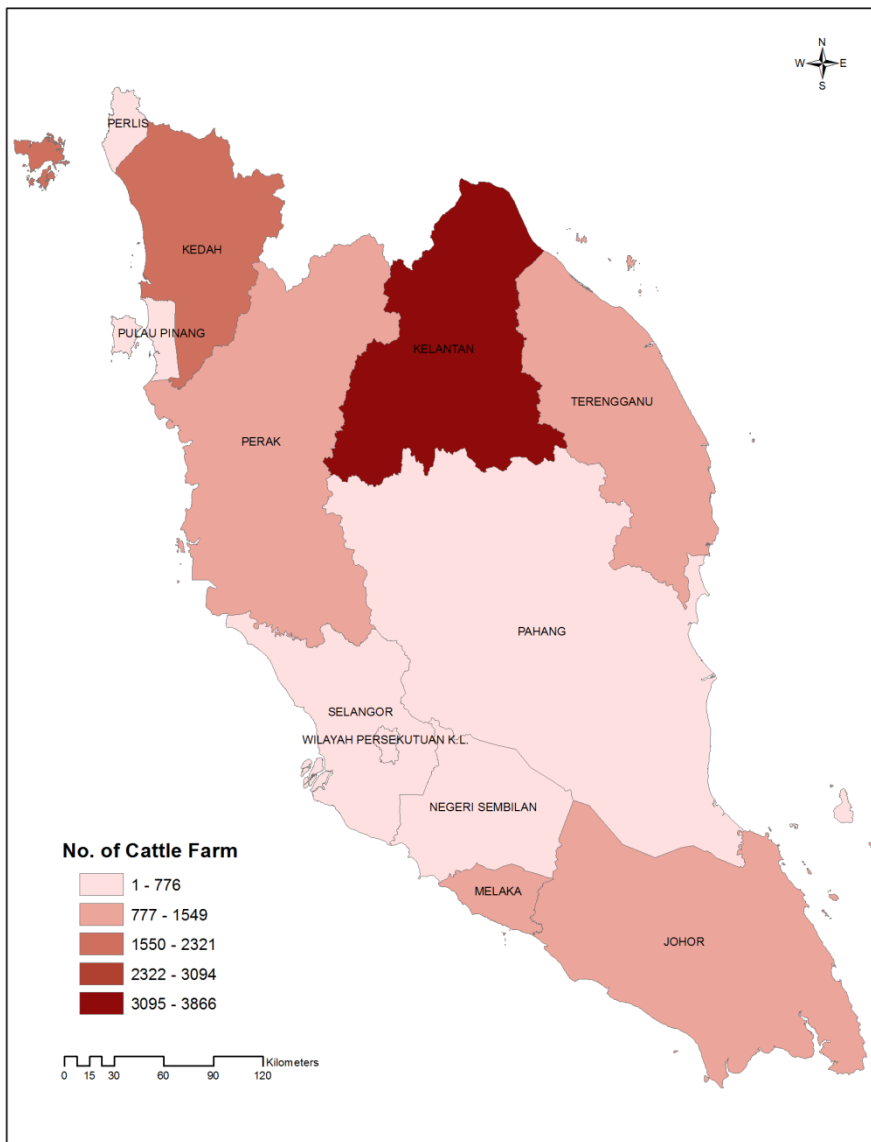 N
W E
S
PERLIS
KEDAH
PULAU PINANG
KELANTAN
TERENGGANU
PERAK
PAHANG
SELANGOR
WILAYAH PERSEKUTUAN K.L.
NEGERI SEMBILAN
MELAKA
JOHOR
No. of Cattle Farm
1 - 776
777 - 1549
1550 - 2321
2322 - 3094
3095 - 3866
Kilometers
0 15 30 60 90 120